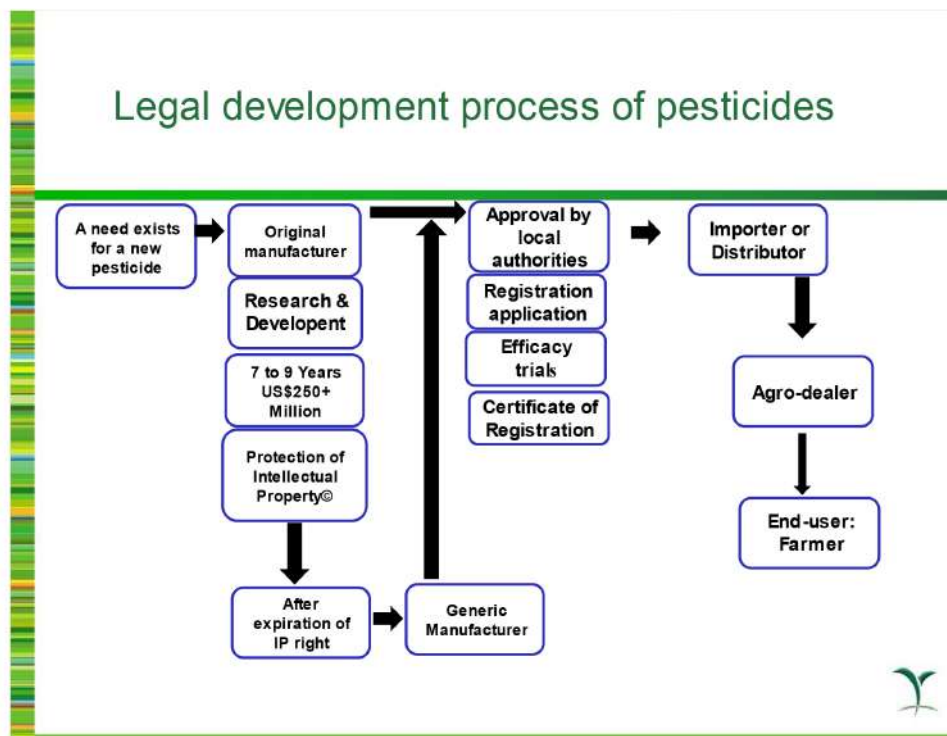 Legal development process of pesticides
A need exists
for a new
pesticide
Original
manufacturer
Research &
Developent
7 to 9 Years
US$250+
Million
Protection of
Intellectual
Property©
After
expiration of
IP right
Generic
Manufacturer
Approval by
local
authorities
Registration
application
Efficacy
trials
Certificate of
Registration
Importer or
Distributor
Agro-dealer
End-user:
Farmer